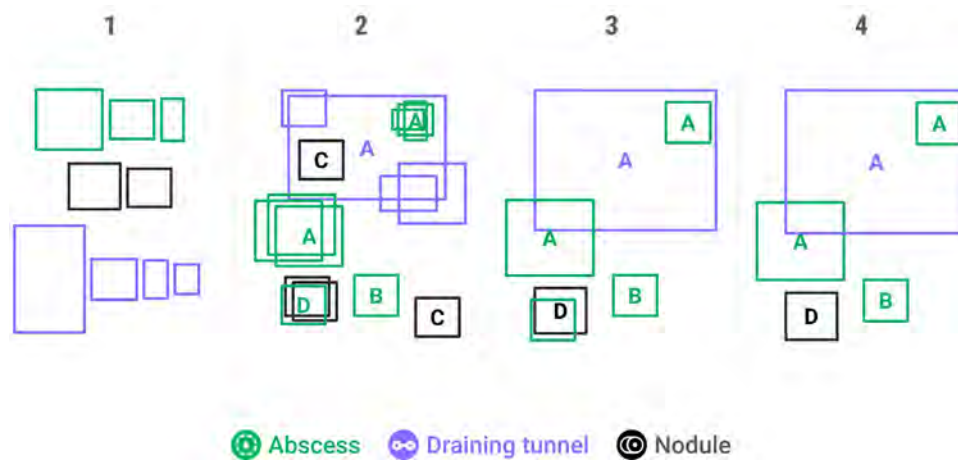 1 2 3 4
A A A
C A A
A A A
D B B D B
C D
Abscess Draining tunnel Nodule